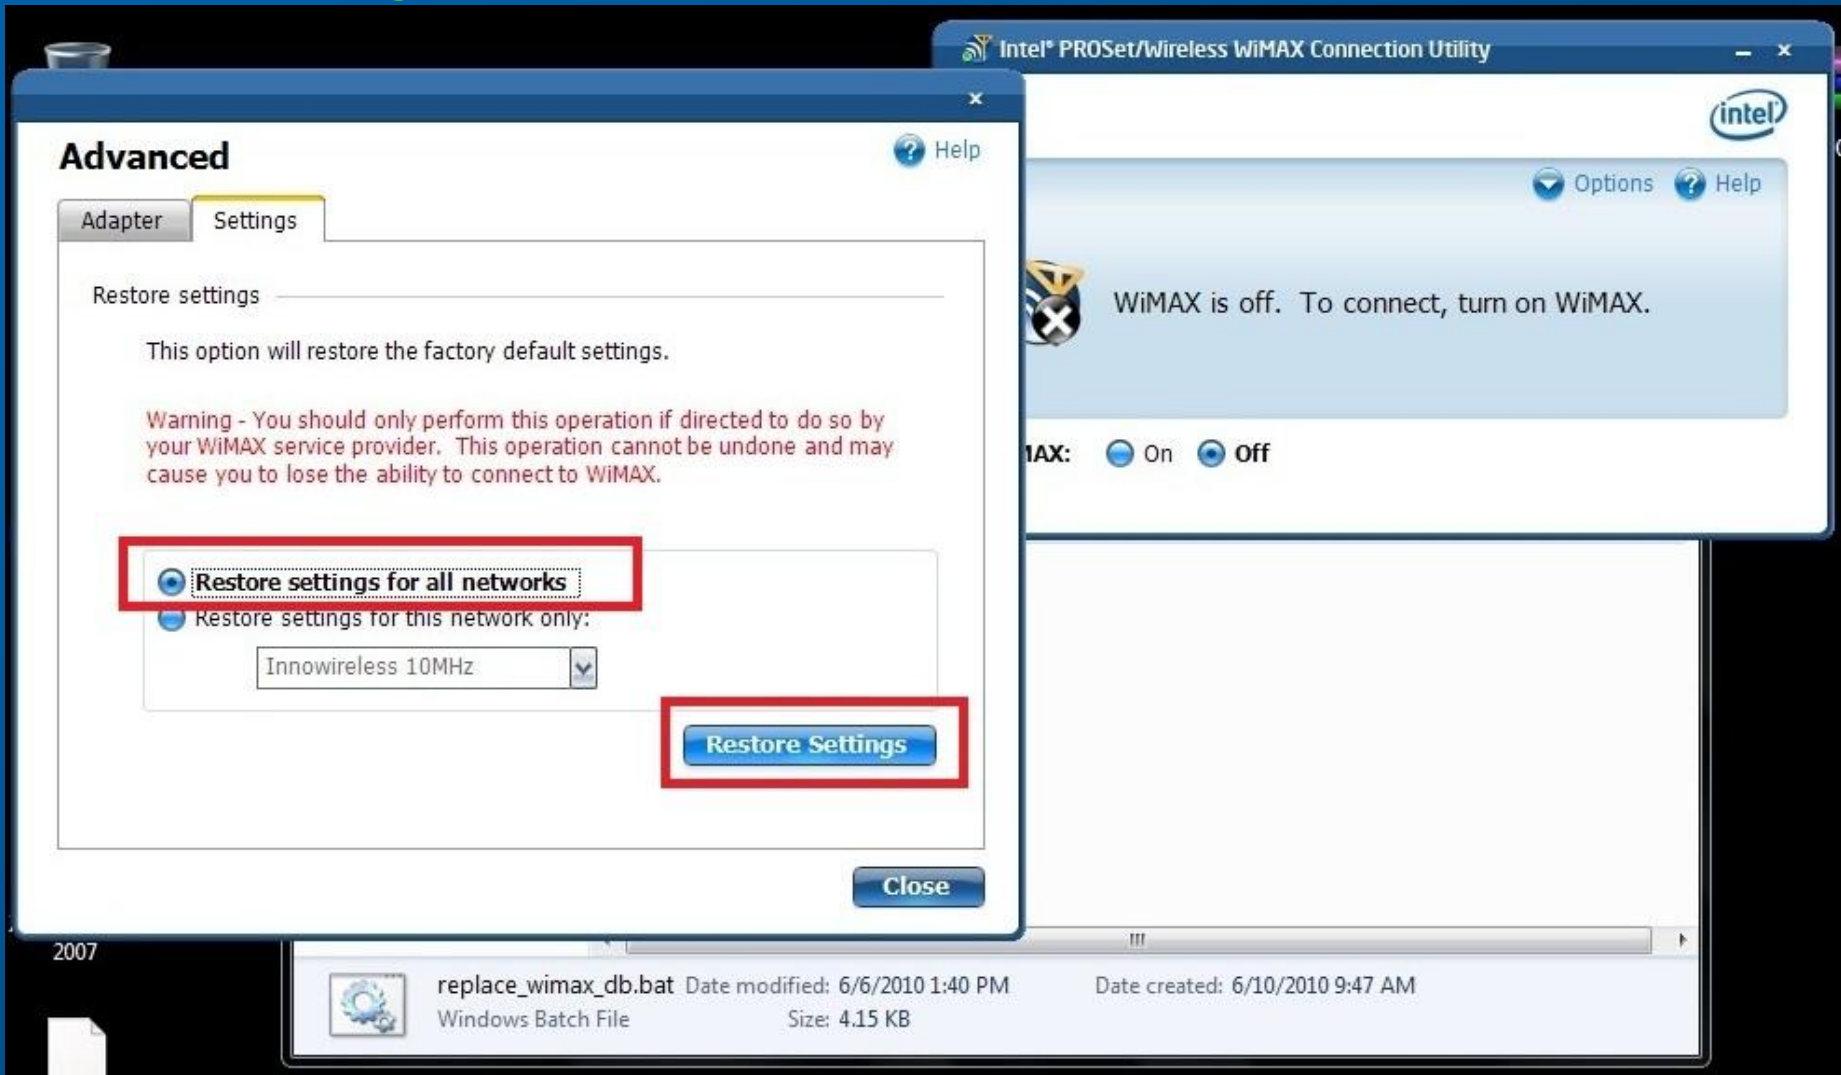 Intel® PROSet/Wireless WiMAX Connection Utility
intel
Options
Help
WiMAX is off. To connect, turn on WiMAX.
On
Off
Advanced
Help
Adapter
Settings
Restore settings
This option will restore the factory default settings.
Warning - You should only perform this operation if directed to do so by
your WiMAX service provider. This operation cannot be undone and may
cause you to lose the ability to connect to WiMAX.
Restore settings for all networks
Restore settings for this network only:
Innowireless 10MHz
Restore Settings
Close
2007
replace_wimax_db.bat Date modified: 6/6/2010 1:40 PM Date created: 6/10/2010 9:47 AM
Windows Batch File Size: 4.15 KB